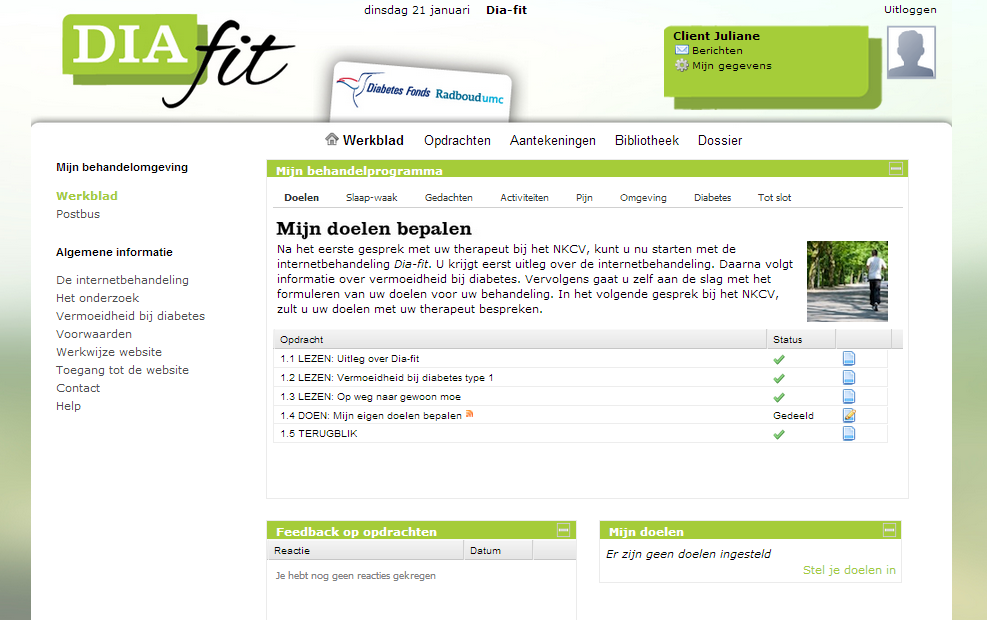 dinsdag 21 januari Dia-fit
Uitloggen
DIA fit
Diabetes Fonds Radboudumc
Client Juliane
Berichten
Mijn gegevens
Werkblad Opdrachten Aantekeningen Bibliotheek Dossier
Mijn behandelomgeving
Werkblad
Postbus
Algemene informatie
De internetbehandeling
Het onderzoek
Vermoeidheid bij diabetes
Voorwaarden
Werkwijze website
Toegang tot de website
Contact
Help
Mijn behandelprogramma
Doelen Slaap-waak Gedachten Activiteiten Pijn Omgeving Diabetes Tot slot
Mijn doelen bepalen
Na het eerste gesprek met uw therapeut bij het NKCV, kunt u nu starten met de
internetbehandeling Dia-fit. U krijgt eerst uitleg over de internetbehandeling. Daarna volgt
informatie over vermoeidheid bij diabetes. Vervolgens gaat u zelf aan de slag met het
formuleren van uw doelen voor uw behandeling. In het volgende gesprek bij het NKCV,
zult u uw doelen met uw therapeut bespreken.
Opdracht Status
1.1 LEZEN: Uitleg over Dia-fit
1.2 LEZEN: Vermoeidheid bij diabetes type 1
1.3 LEZEN: Op weg naar gewoon moe
1.4 DOEN: Mijn eigen doelen bepalen Gedeeld
1.5 TERUGBLIK
Feedback op opdrachten
Reactie Datum
Je hebt nog geen reacties gekregen
Mijn doelen
Er zijn geen doelen ingesteld
Stel je doelen in